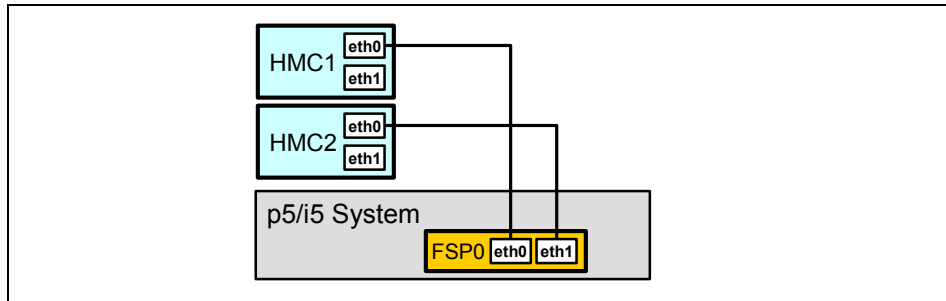 HMC1
eth0
eth1
HMC2
eth0
eth1
p5/i5 System
FSP0 eth0 eth1